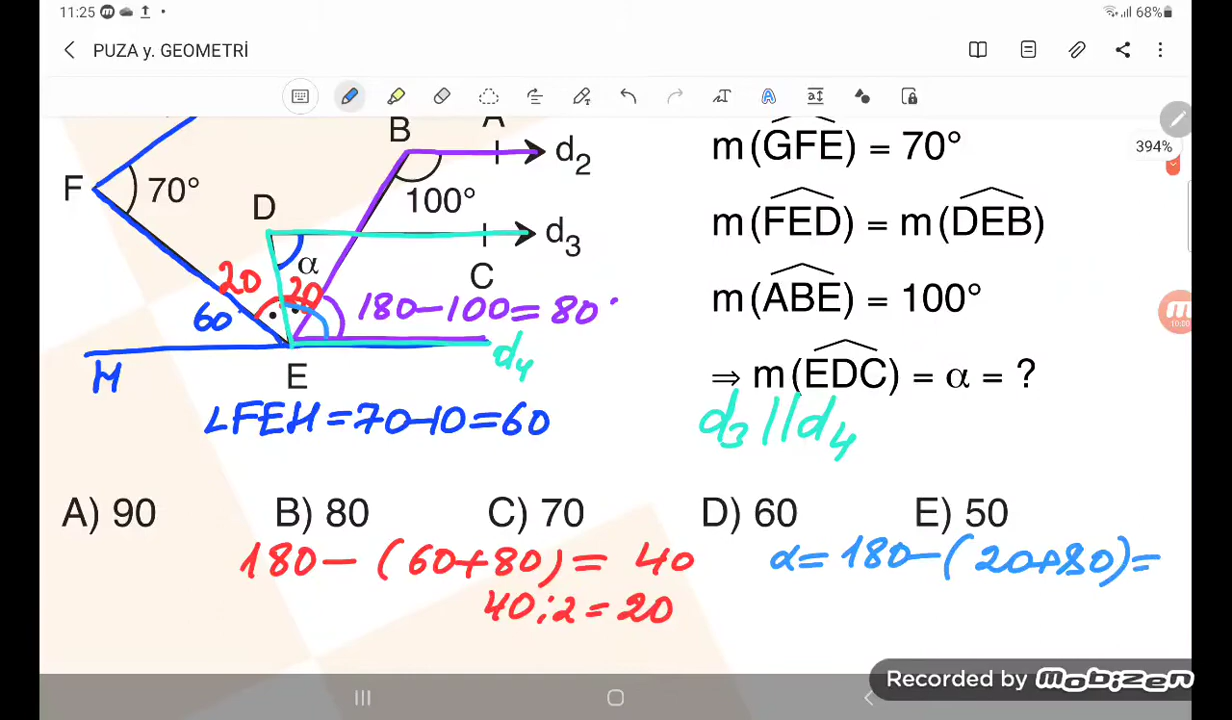 11:25
68%
PUZA y. GEOMETRİ
394%
B A
d₂
m(GFE) = 70°
F 70°
100°
D
d₃
m(FED) = m(DEB)
α
C
20 20
60°
180-100=80°
m(ABE) = 100°
d₄
H
E
⇒ m(EDC) = α = ?
∠FEH=70-10=60
d₃//d₄
A) 90 B) 80 C) 70 D) 60 E) 50
180-(60+80)= 40
α=180-(20+80)=
40:2=20
Recorded by mobizen